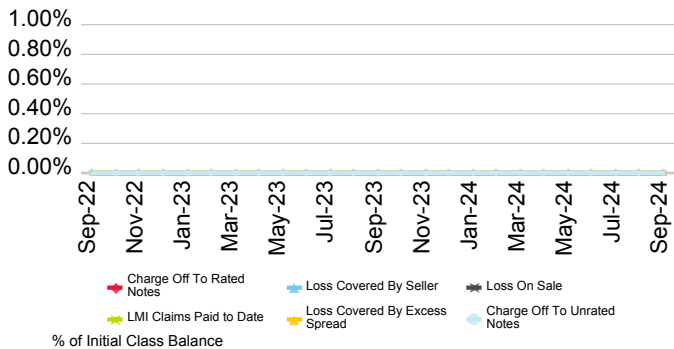 1.00%
0.80%
0.60%
0.40%
0.20%
0.00%
Sep-22
Nov-22
Jan-23
Mar-23
May-23
Jul-23
Sep-23
Nov-23
Jan-24
Mar-24
May-24
Jul-24
Sep-24
Charge Off To Rated
Notes
Loss Covered By Seller
Loss On Sale
LMI Claims Paid to Date
Loss Covered By Excess
Spread
Charge Off To Unrated
Notes
% of Initial Class Balance